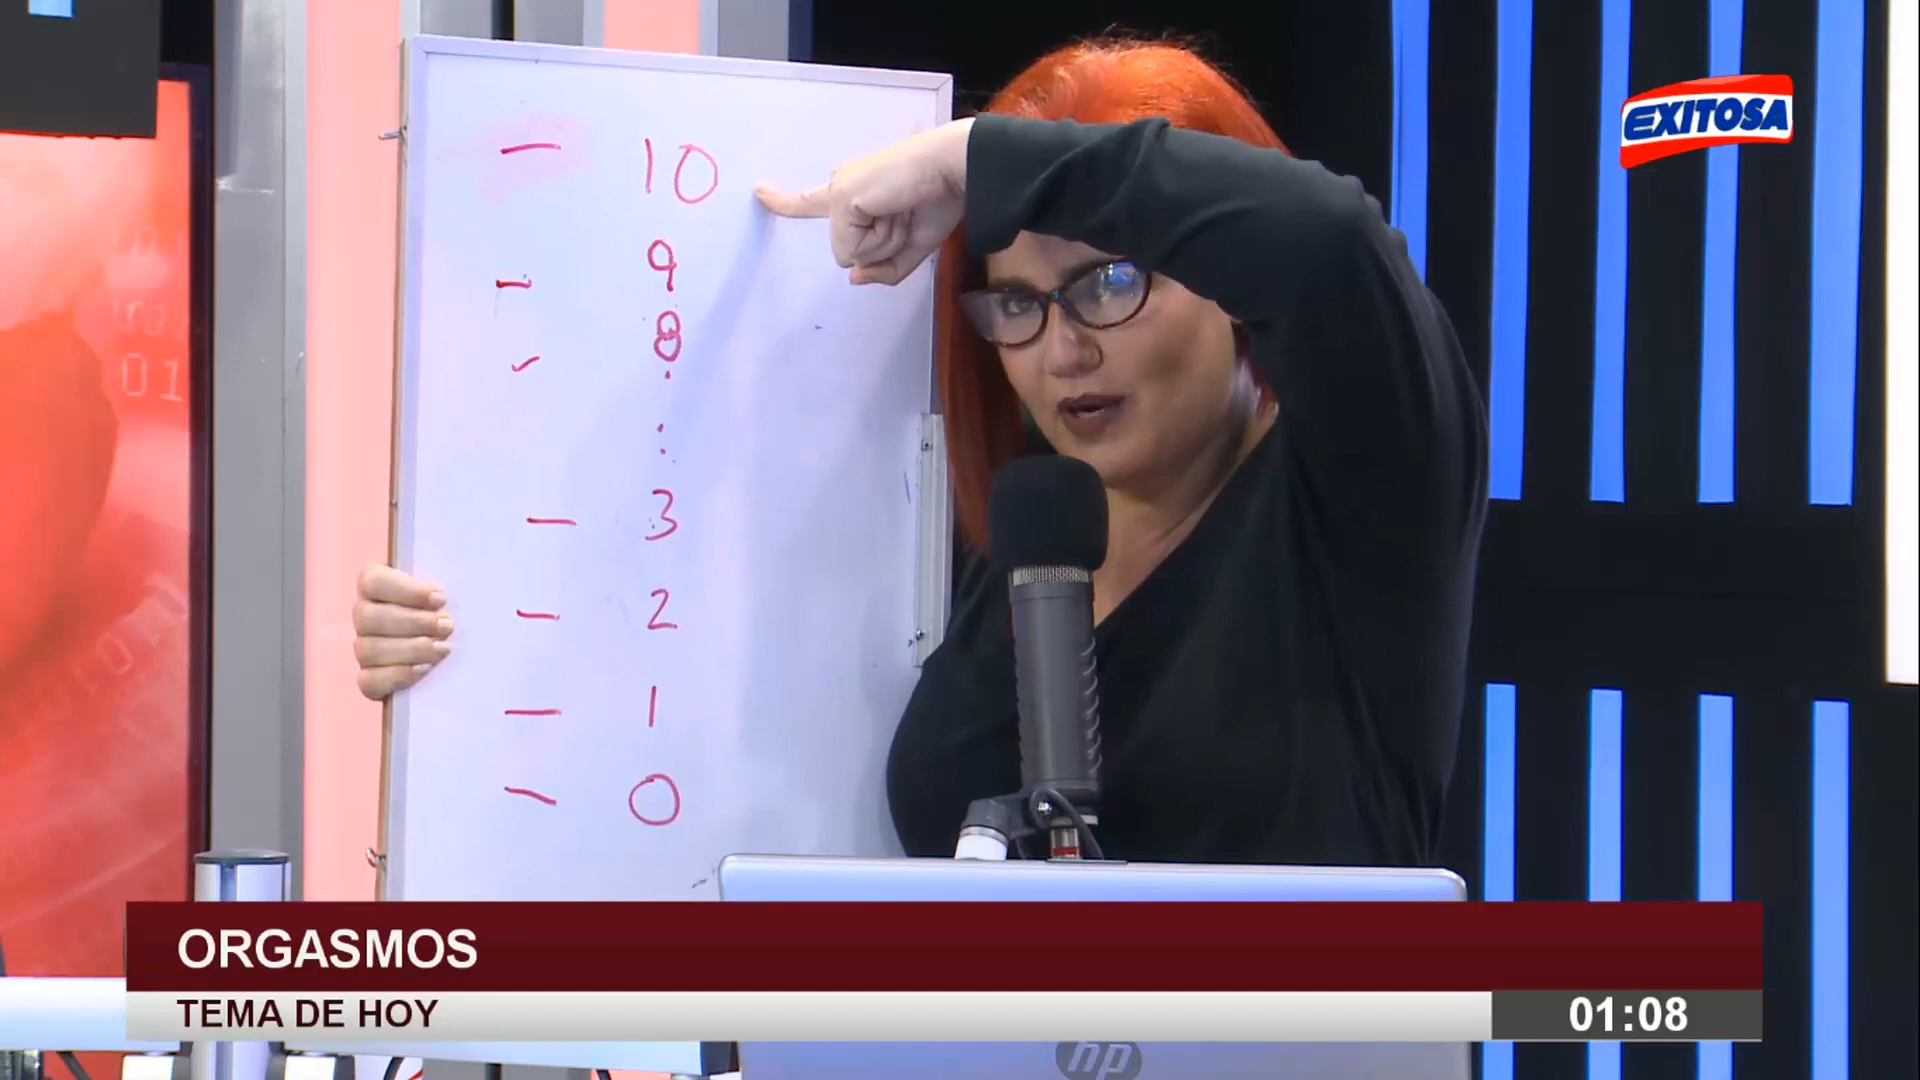 EXITOSA
- 10
- 9
- 8
.
:
- 3
- 2
- 1
- 0
ORGASMOS
TEMA DE HOY
01:08
hp